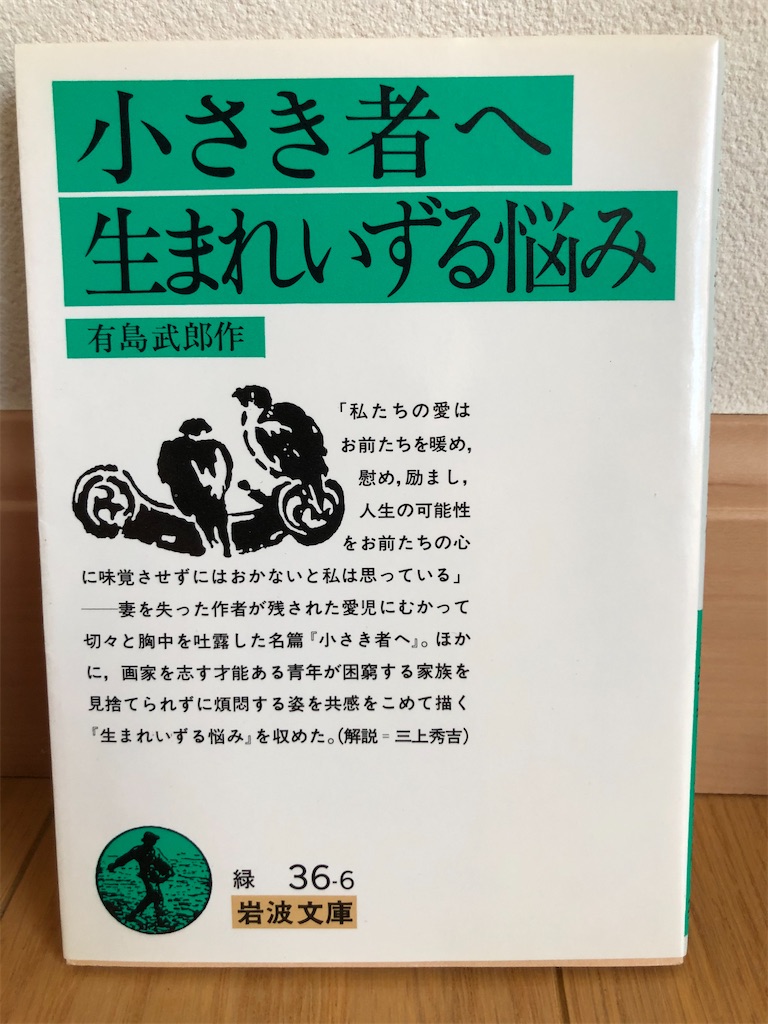 小さき者へ
生まれいずる悩み
有島武郎作
「私たちの愛は
お前たちを暖め,
慰め,励まし,
人生の可能性
をお前たちの心
に味覚させずにはおかないと私は思っている」
──妻を失った作者が残された愛児にむかって
切々と胸中を吐露した名篇『小さき者へ』。ほか
に,画家を志す才能ある青年が困窮する家族を
見捨てられずに煩悶する姿を共感をこめて描く
『生まれいずる悩み』を収めた。(解説=三上秀吉)
緑 36-6
岩波文庫